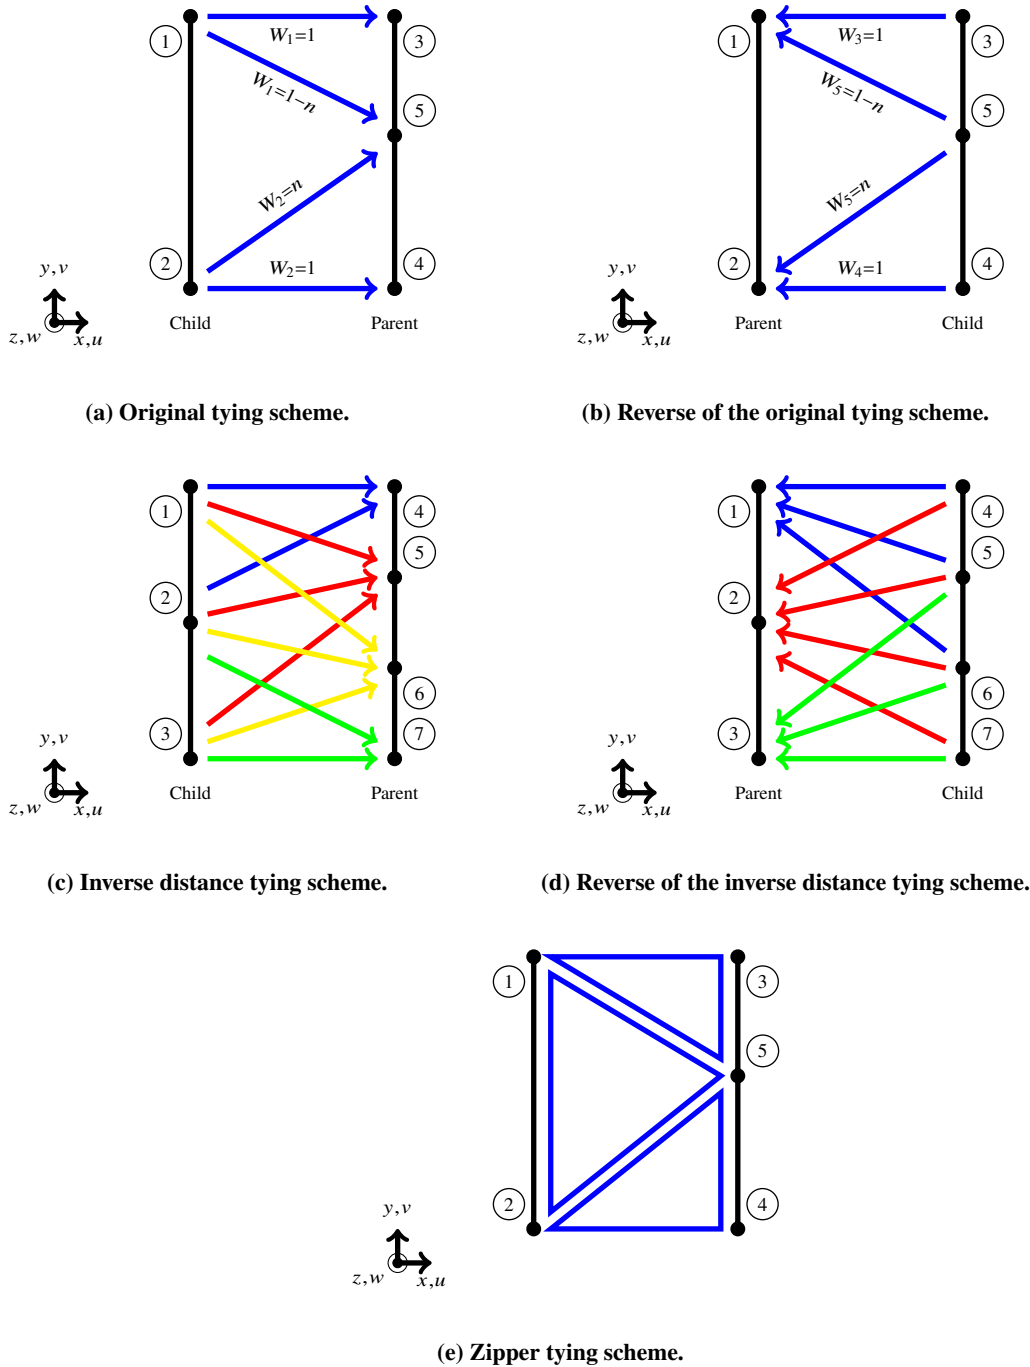 1
W1=1
3
W1=1−n
5
W2=n
2
W2=1
4
y,v
z,w
x,u
Child
Parent
(a) Original tying scheme.
1
W3=1
3
W5=1−n
5
W5=n
2
W4=1
4
y,v
z,w
x,u
Parent
Child
(b) Reverse of the original tying scheme.
1
4
5
2
6
3
7
y,v
z,w
x,u
Child
Parent
(c) Inverse distance tying scheme.
1
4
5
2
6
3
7
y,v
z,w
x,u
Parent
Child
(d) Reverse of the inverse distance tying scheme.
1
3
5
2
4
y,v
z,w
x,u
(e) Zipper tying scheme.